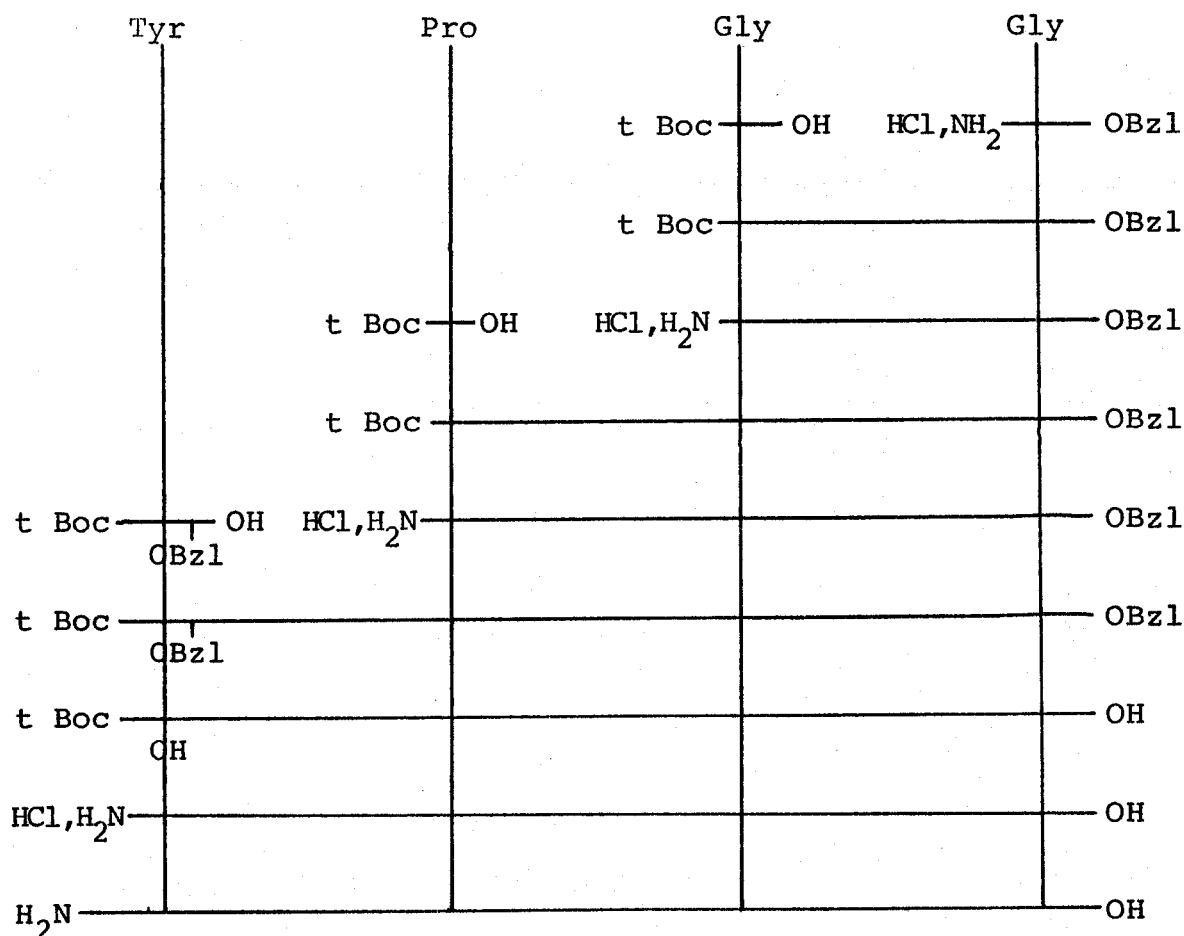 Tyr Pro Gly Gly
t Boc OH HCl,NH2 OBzl
t Boc OBzl
t Boc OH HCl,H2N OBzl
t Boc OBzl
t Boc OH HCl,H2N OBzl
OBzl
t Boc OBzl
OBzl
t Boc OH
OH
HCl,H2N OH
H2N OH